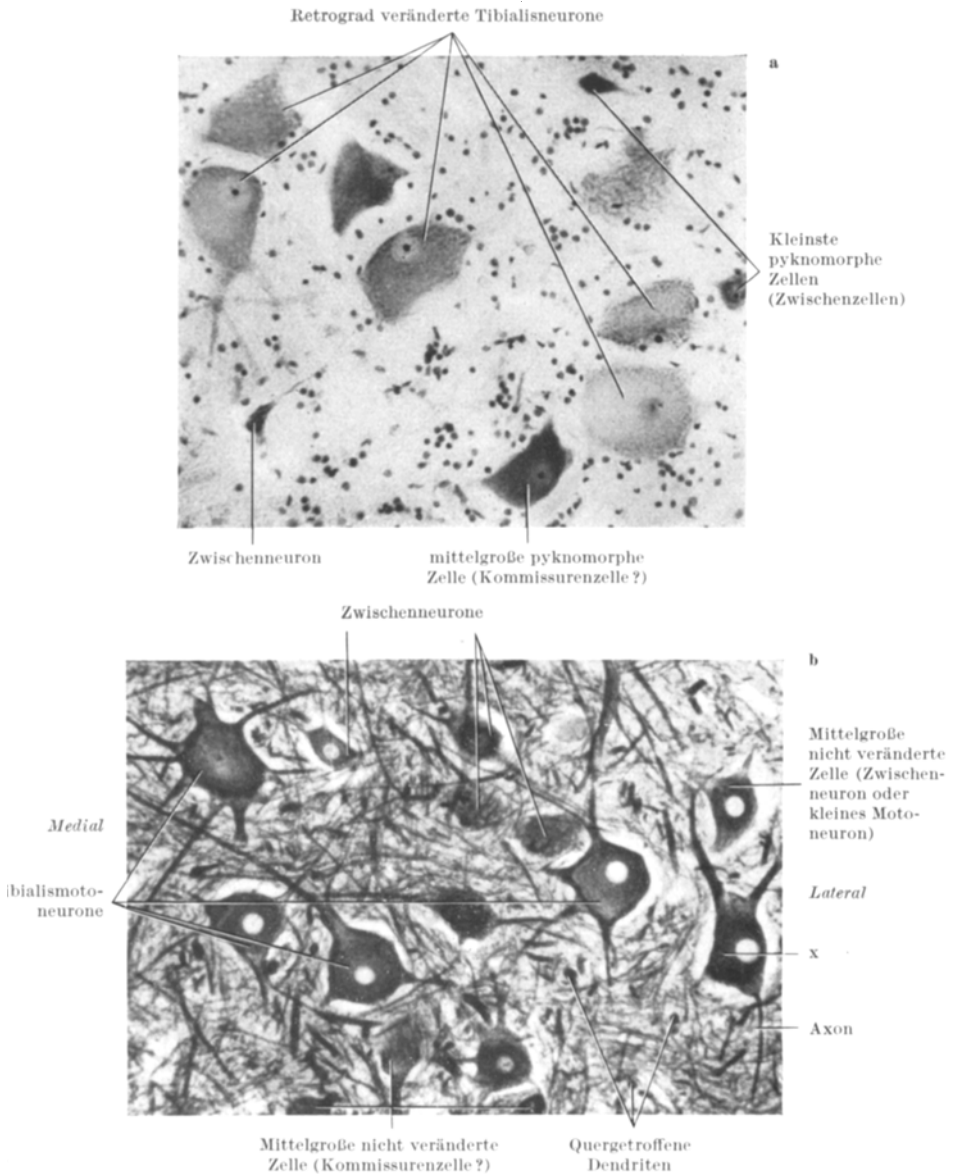 Retrograd veränderte Tibialisneurone
a
Kleinste
pyknomorphe
Zellen
(Zwischenzellen)
Zwischenneuron
mittelgroße pyknomorphe
Zelle (Kommissurenzelle?)
Zwischenneurone
b
Mittelgroße
nicht veränderte
Zelle (Zwischen-
neuron oder
kleines Moto-
neuron)
Medial
Lateral
ibialismoto-
neurone
x
Axon
Mittelgroße nicht veränderte
Zelle (Kommissurenzelle?)
Quergetroffene
Dendriten